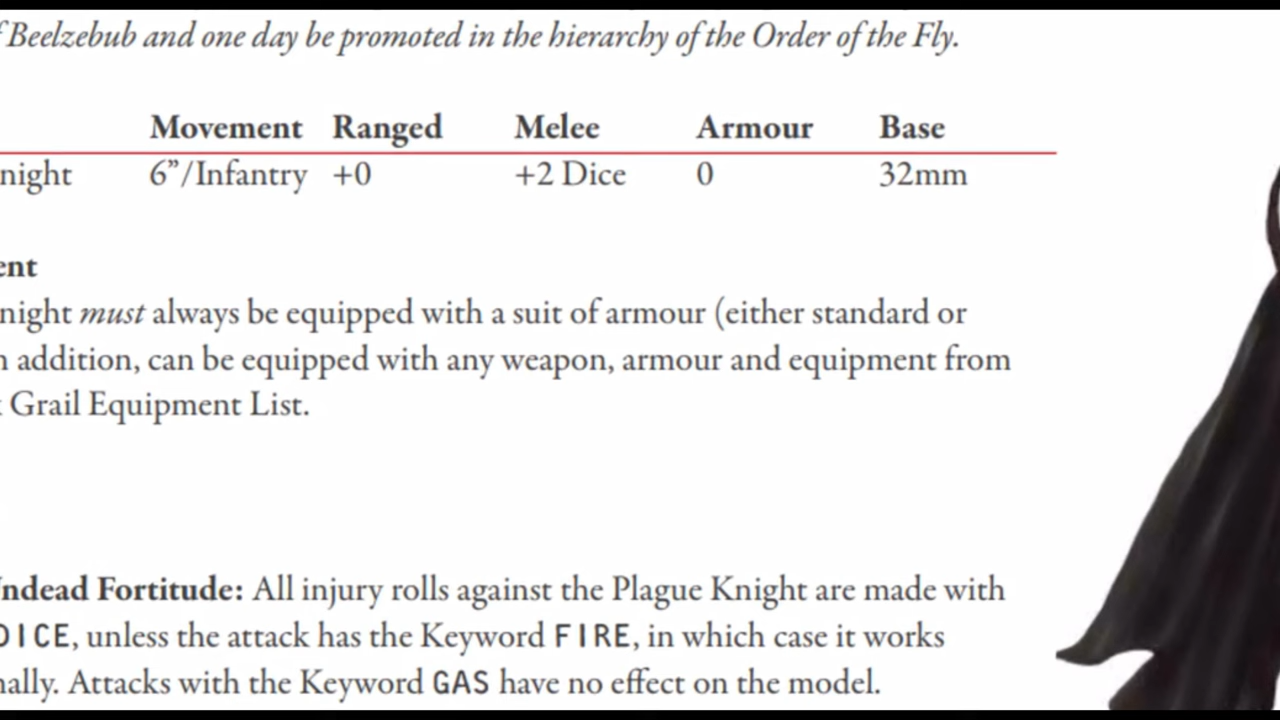 f Beelzebub and one day be promoted in the hierarchy of the Order of the Fly.
Movement Ranged Melee Armour Base
night 6”/Infantry +0 +2 Dice 0 32mm
ent
night must always be equipped with a suit of armour (either standard or
n addition, can be equipped with any weapon, armour and equipment from
Grail Equipment List.
ndead Fortitude: All injury rolls against the Plague Knight are made with
DICE, unless the attack has the Keyword FIRE, in which case it works
nally. Attacks with the Keyword GAS have no effect on the model.